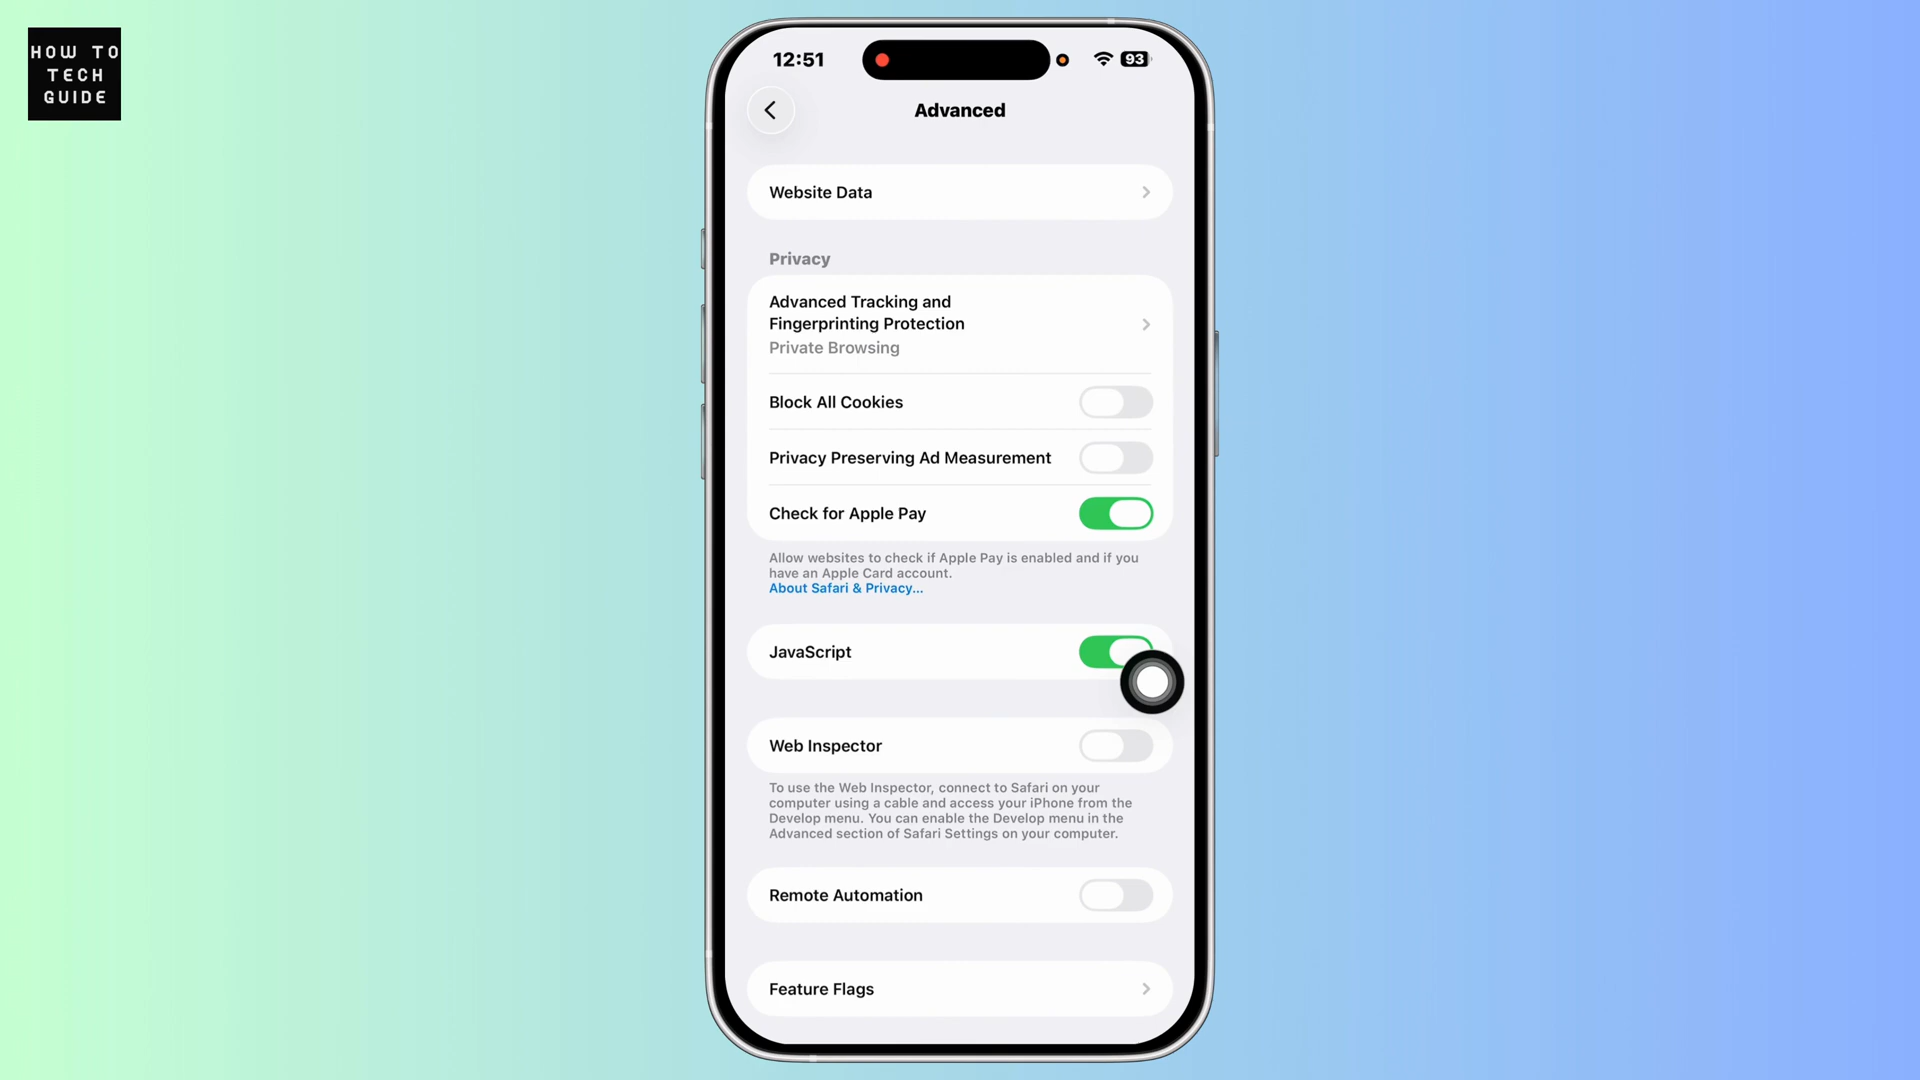 HOW TO
TECH
GUIDE
12:51
93
Advanced
Website Data
Privacy
Advanced Tracking and
Fingerprinting Protection
Private Browsing
Block All Cookies
Privacy Preserving Ad Measurement
Check for Apple Pay
Allow websites to check if Apple Pay is enabled and if you
have an Apple Card account.
About Safari & Privacy...
JavaScript
Web Inspector
To use the Web Inspector, connect to Safari on your
computer using a cable and access your iPhone from the
Develop menu. You can enable the Develop menu in the
Advanced section of Safari Settings on your computer.
Remote Automation
Feature Flags